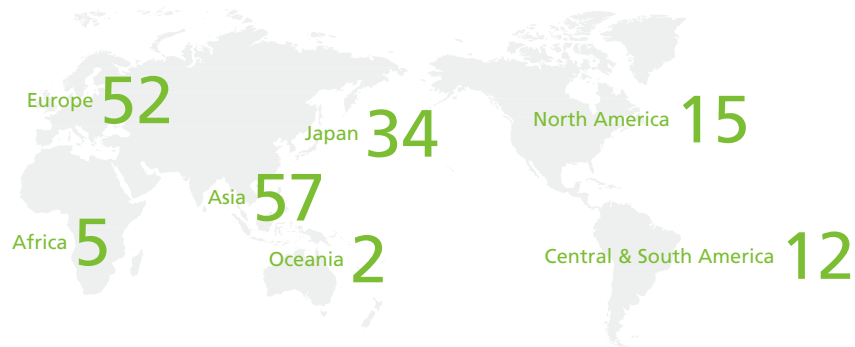 Europe 52
Japan 34
North America 15
Asia 57
Africa 5
Oceania 2
Central & South America 12